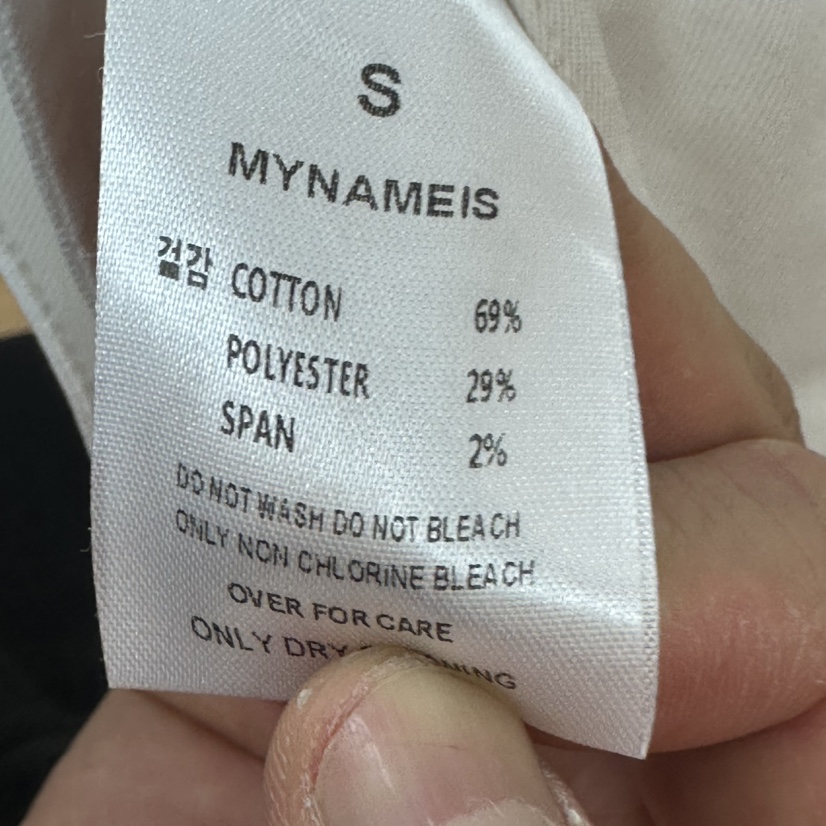 S
MYNAMEIS
겉감 COTTON 69%
POLYESTER 29%
SPAN 2%
DO NOT WASH DO NOT BLEACH
ONLY NON CHLORINE BLEACH
OVER FOR CARE
ONLY DRY